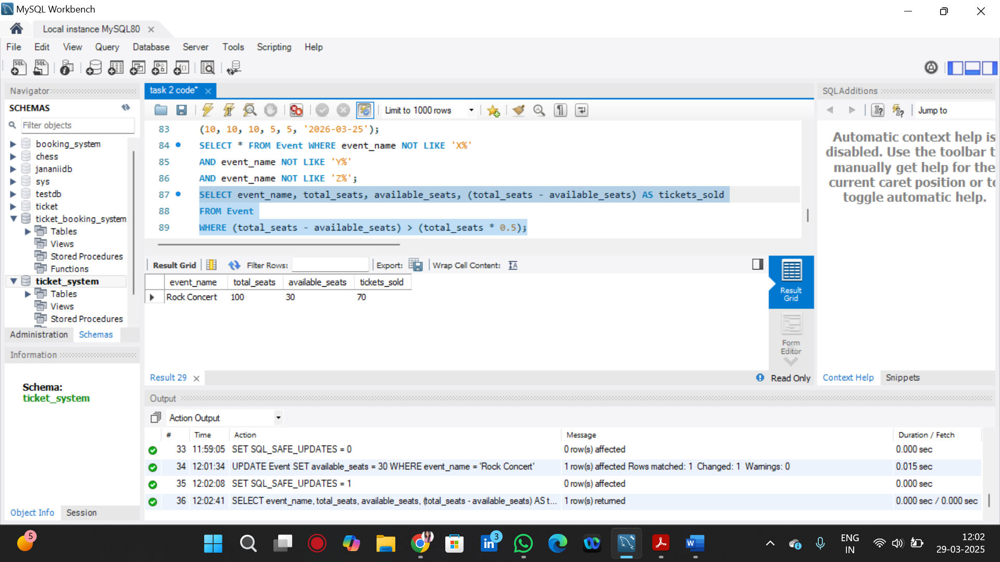 MySQL Workbench
Local instance MySQL80
File Edit View Query Database Server Tools Scripting Help
Navigator
SCHEMAS
Filter objects
booking_system
chess
jananiidb
sys
testdb
ticket
ticket_booking_system
Tables
Views
Stored Procedures
Functions
ticket_system
Tables
Views
Stored Procedures
Administration Schemas
Information
Schema:
ticket_system
Object Info Session
task 2 code*
Limit to 1000 rows
83 (10, 10, 10, 5, 5, '2026-03-25');
84 SELECT * FROM Event WHERE event_name NOT LIKE 'X%'
85 AND event_name NOT LIKE 'Y%'
86 AND event_name NOT LIKE 'Z%';
87 SELECT event_name, total_seats, available_seats, (total_seats - available_seats) AS tickets_sold
88 FROM Event
89 WHERE (total_seats - available_seats) > (total_seats * 0.5);
Result Grid Filter Rows: Export: Wrap Cell Content:
event_name total_seats available_seats tickets_sold
Rock Concert 100 30 70
Result
Grid
Form
Editor
Result 29
Read Only
SQLAdditions
Jump to
Automatic context help is
disabled. Use the toolbar t
manually get help for the
current caret position or to
toggle automatic help.
Context Help Snippets
Output
Action Output
# Time Action Message Duration / Fetch
33 11:59:05 SET SQL_SAFE_UPDATES = 0 0 row(s) affected 0.000 sec
34 12:01:34 UPDATE Event SET available_seats = 30 WHERE event_name = 'Rock Concert' 1 row(s) affected Rows matched: 1 Changed: 1 Warnings: 0 0.015 sec
35 12:02:08 SET SQL_SAFE_UPDATES = 1 0 row(s) affected 0.000 sec
36 12:02:41 SELECT event_name, total_seats, available_seats, (total_seats - available_seats) AS t... 1 row(s) returned 0.000 sec / 0.000 sec
5
3
ENG
IN
12:02
29-03-2025